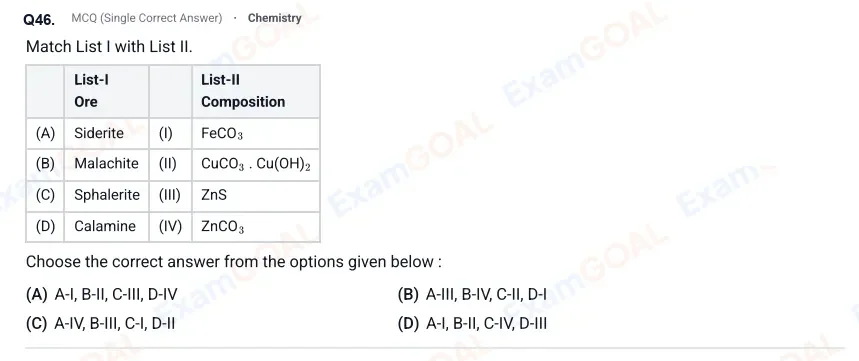 Q46. MCQ (Single Correct Answer) · Chemistry
Match List I with List II.
List-I Ore List-II Composition
(A) Siderite (I) FeCO₃
(B) Malachite (II) CuCO₃ . Cu(OH)₂
(C) Sphalerite (III) ZnS
(D) Calamine (IV) ZnCO₃
Choose the correct answer from the options given below :
(A) A-I, B-II, C-III, D-IV (B) A-III, B-IV, C-II, D-I
(C) A-IV, B-III, C-I, D-II (D) A-I, B-II, C-IV, D-III
ExamGOAL